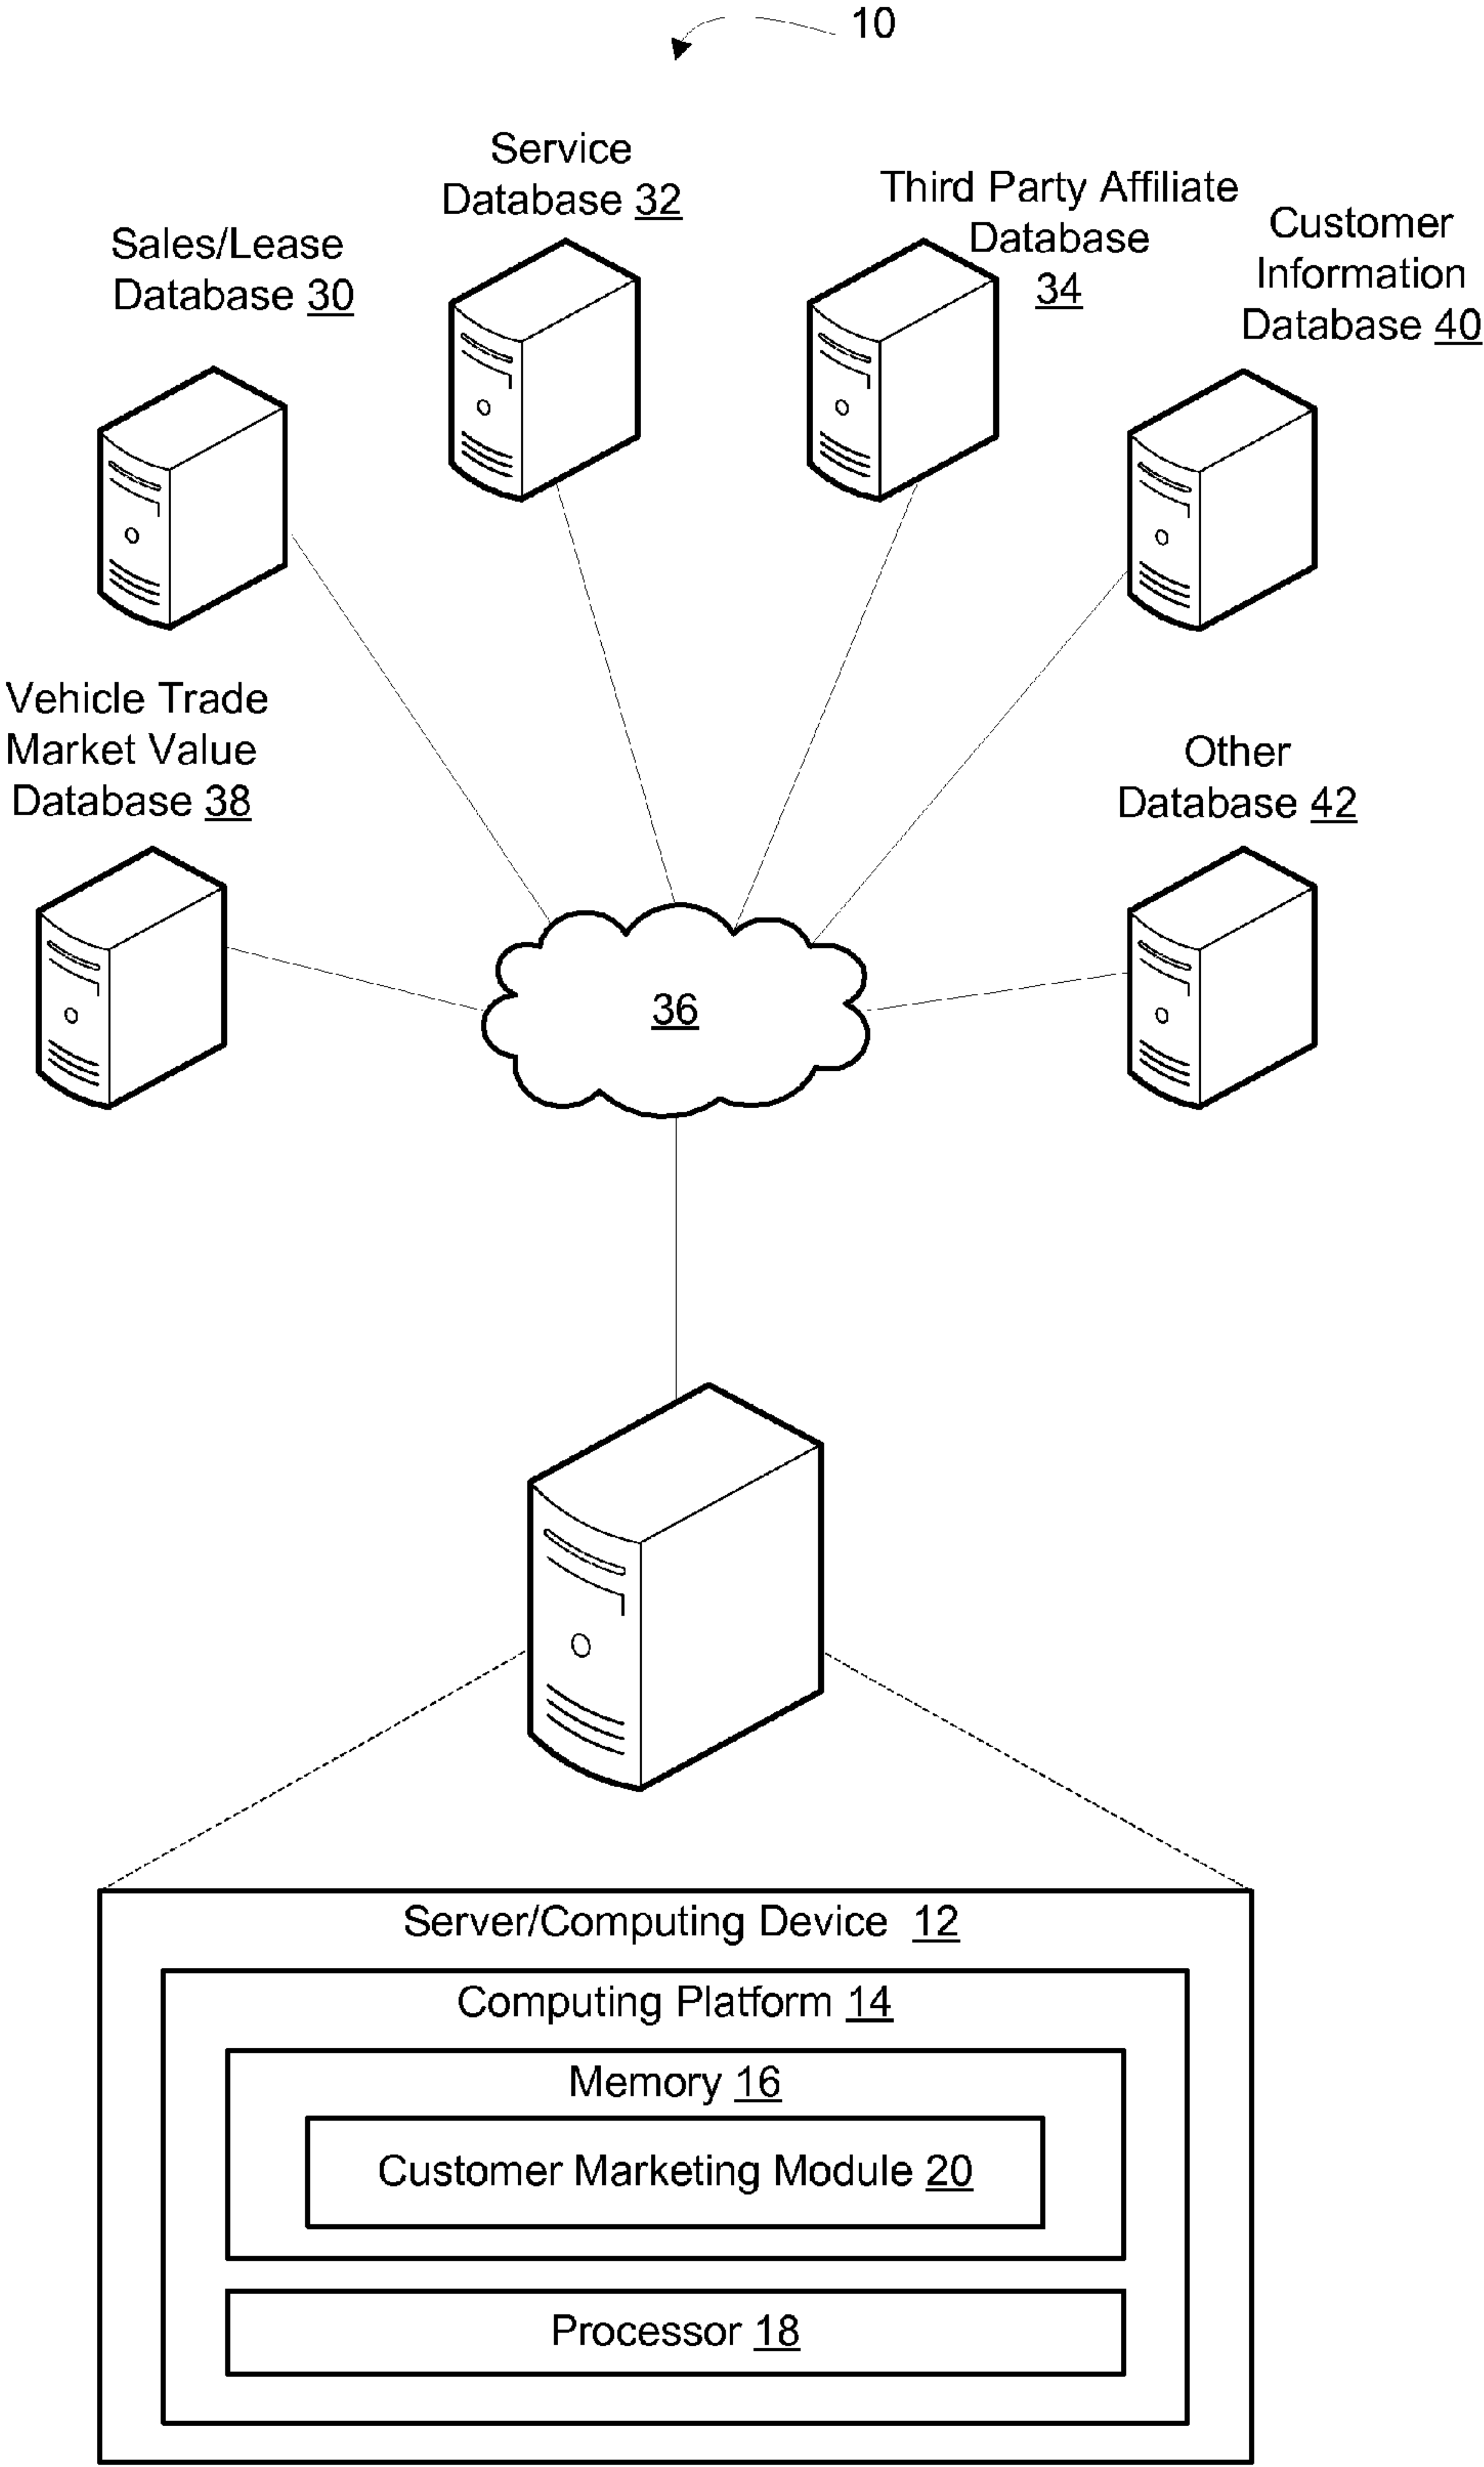 10
Service
Database 32
Third Party Affiliate
Database
34
Customer
Information
Database 40
Sales/Lease
Database 30
Vehicle Trade
Market Value
Database 38
Other
Database 42
36
Server/Computing Device 12
Computing Platform 14
Memory 16
Customer Marketing Module 20
Processor 18